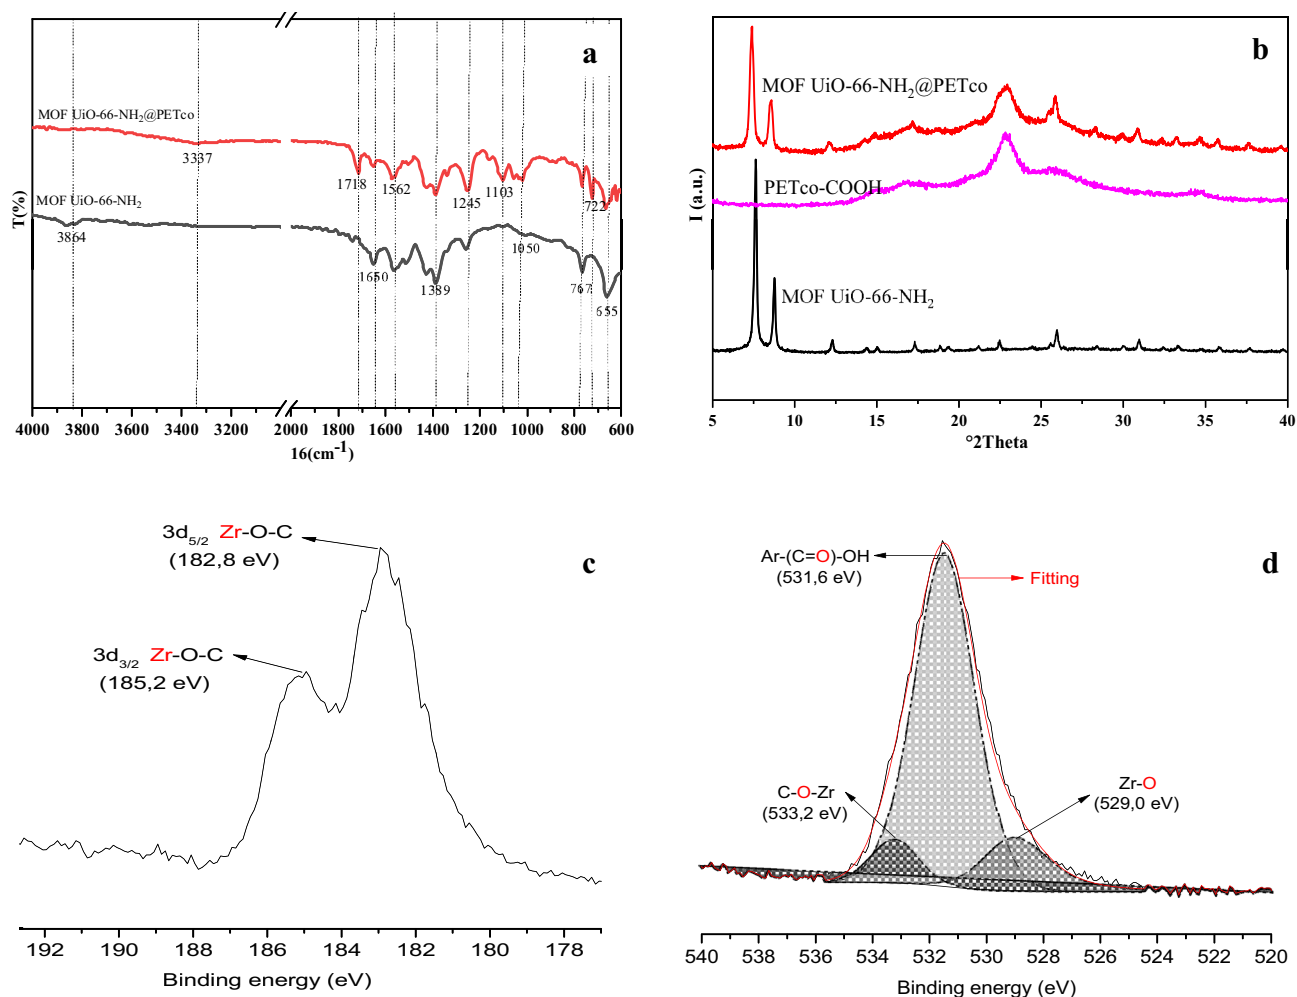 a
MOF UiO-66-NH2@PETco
3337
1718
1562
1245
1103
722
MOF UiO-66-NH2
3864
1650
1389
1050
767
655
T(%)
4000 3800 3600 3400 3200 2000 1600 1400 1200 1000 800 600
16(cm-1)
b
MOF UiO-66-NH2@PETco
PETco-COOH
MOF UiO-66-NH2
I (a.u.)
5 10 15 20 25 30 35 40
°2Theta
c
3d5/2 Zr-O-C
(182,8 eV)
3d3/2 Zr-O-C
(185,2 eV)
192 190 188 186 184 182 180 178
Binding energy (eV)
d
Ar-(C=O)-OH
(531,6 eV)
Fitting
C-O-Zr
(533,2 eV)
Zr-O
(529,0 eV)
540 538 536 534 532 530 528 526 524 522 520
Binding energy (eV)